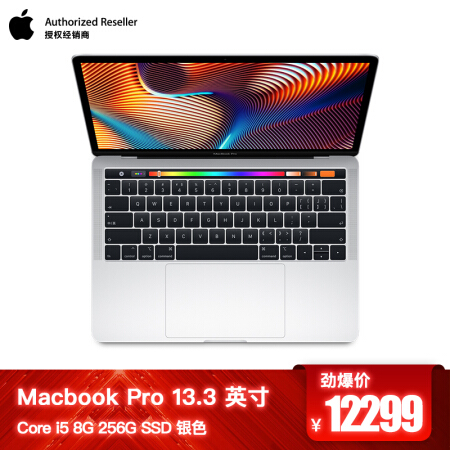 Authorized Reseller
授权经销商
Macbook Pro 13.3 英寸
Core i5 8G 256G SSD 银色
劲爆价
¥12299